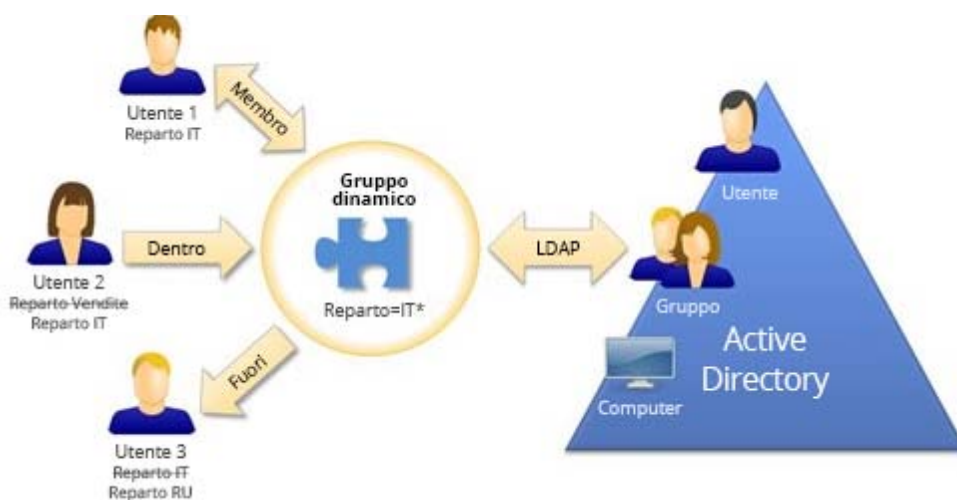 Utente 1
Reparto IT
Membro
Utente 2
Reparto Vendite
Reparto IT
Dentro
Gruppo
dinamico
Reparto=IT*
Fuori
Utente 3
Reparto IT
Reparto RU
LDAP
Utente
Gruppo
Computer
Active
Directory